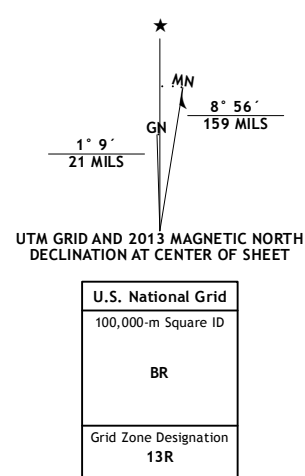 MN
GN
8° 56´
159 MILS
1° 9´
21 MILS
UTM GRID AND 2013 MAGNETIC NORTH
DECLINATION AT CENTER OF SHEET
U.S. National Grid
100,000-m Square ID
BR
Grid Zone Designation
13R